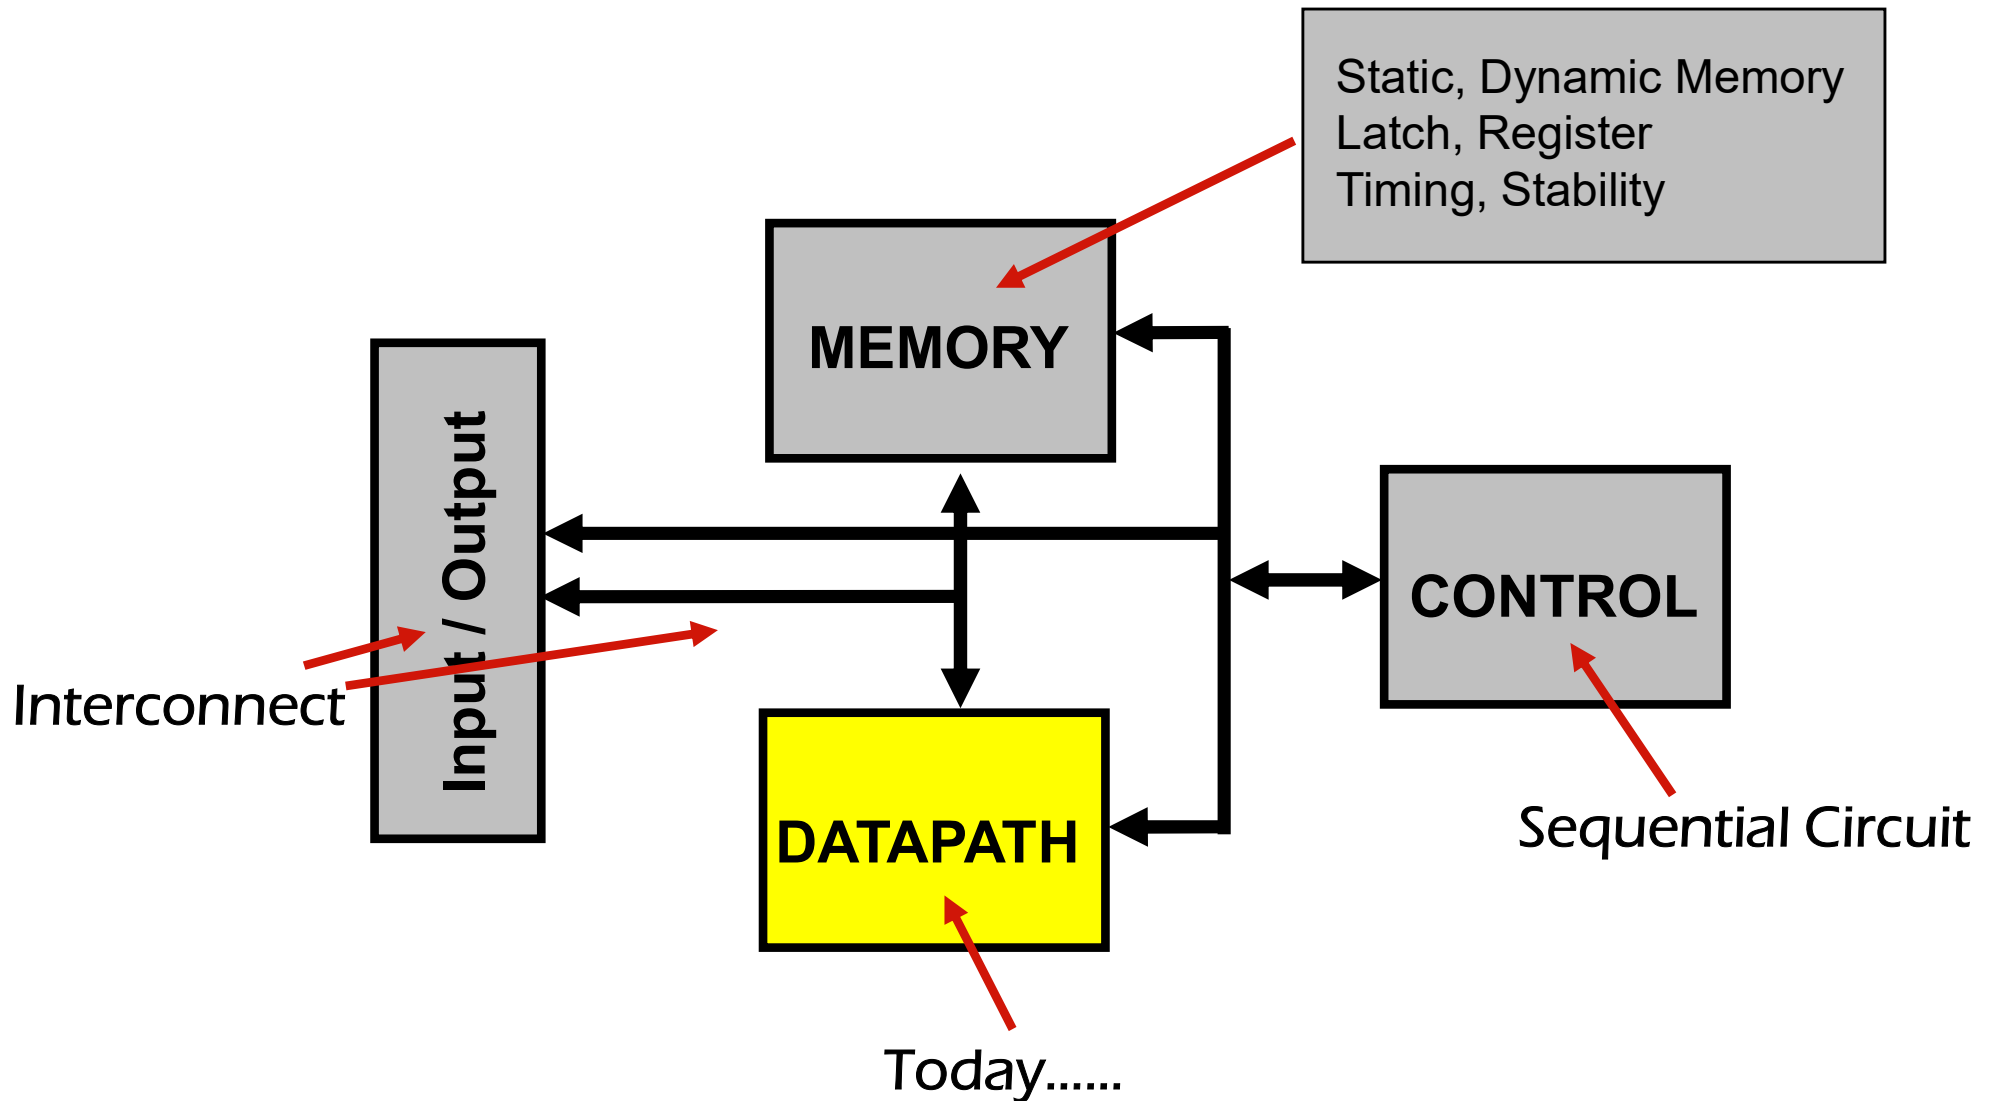 Static, Dynamic Memory
Latch, Register
Timing, Stability
MEMORY
Input / Output
CONTROL
Interconnect
DATAPATH
Sequential Circuit
Today......